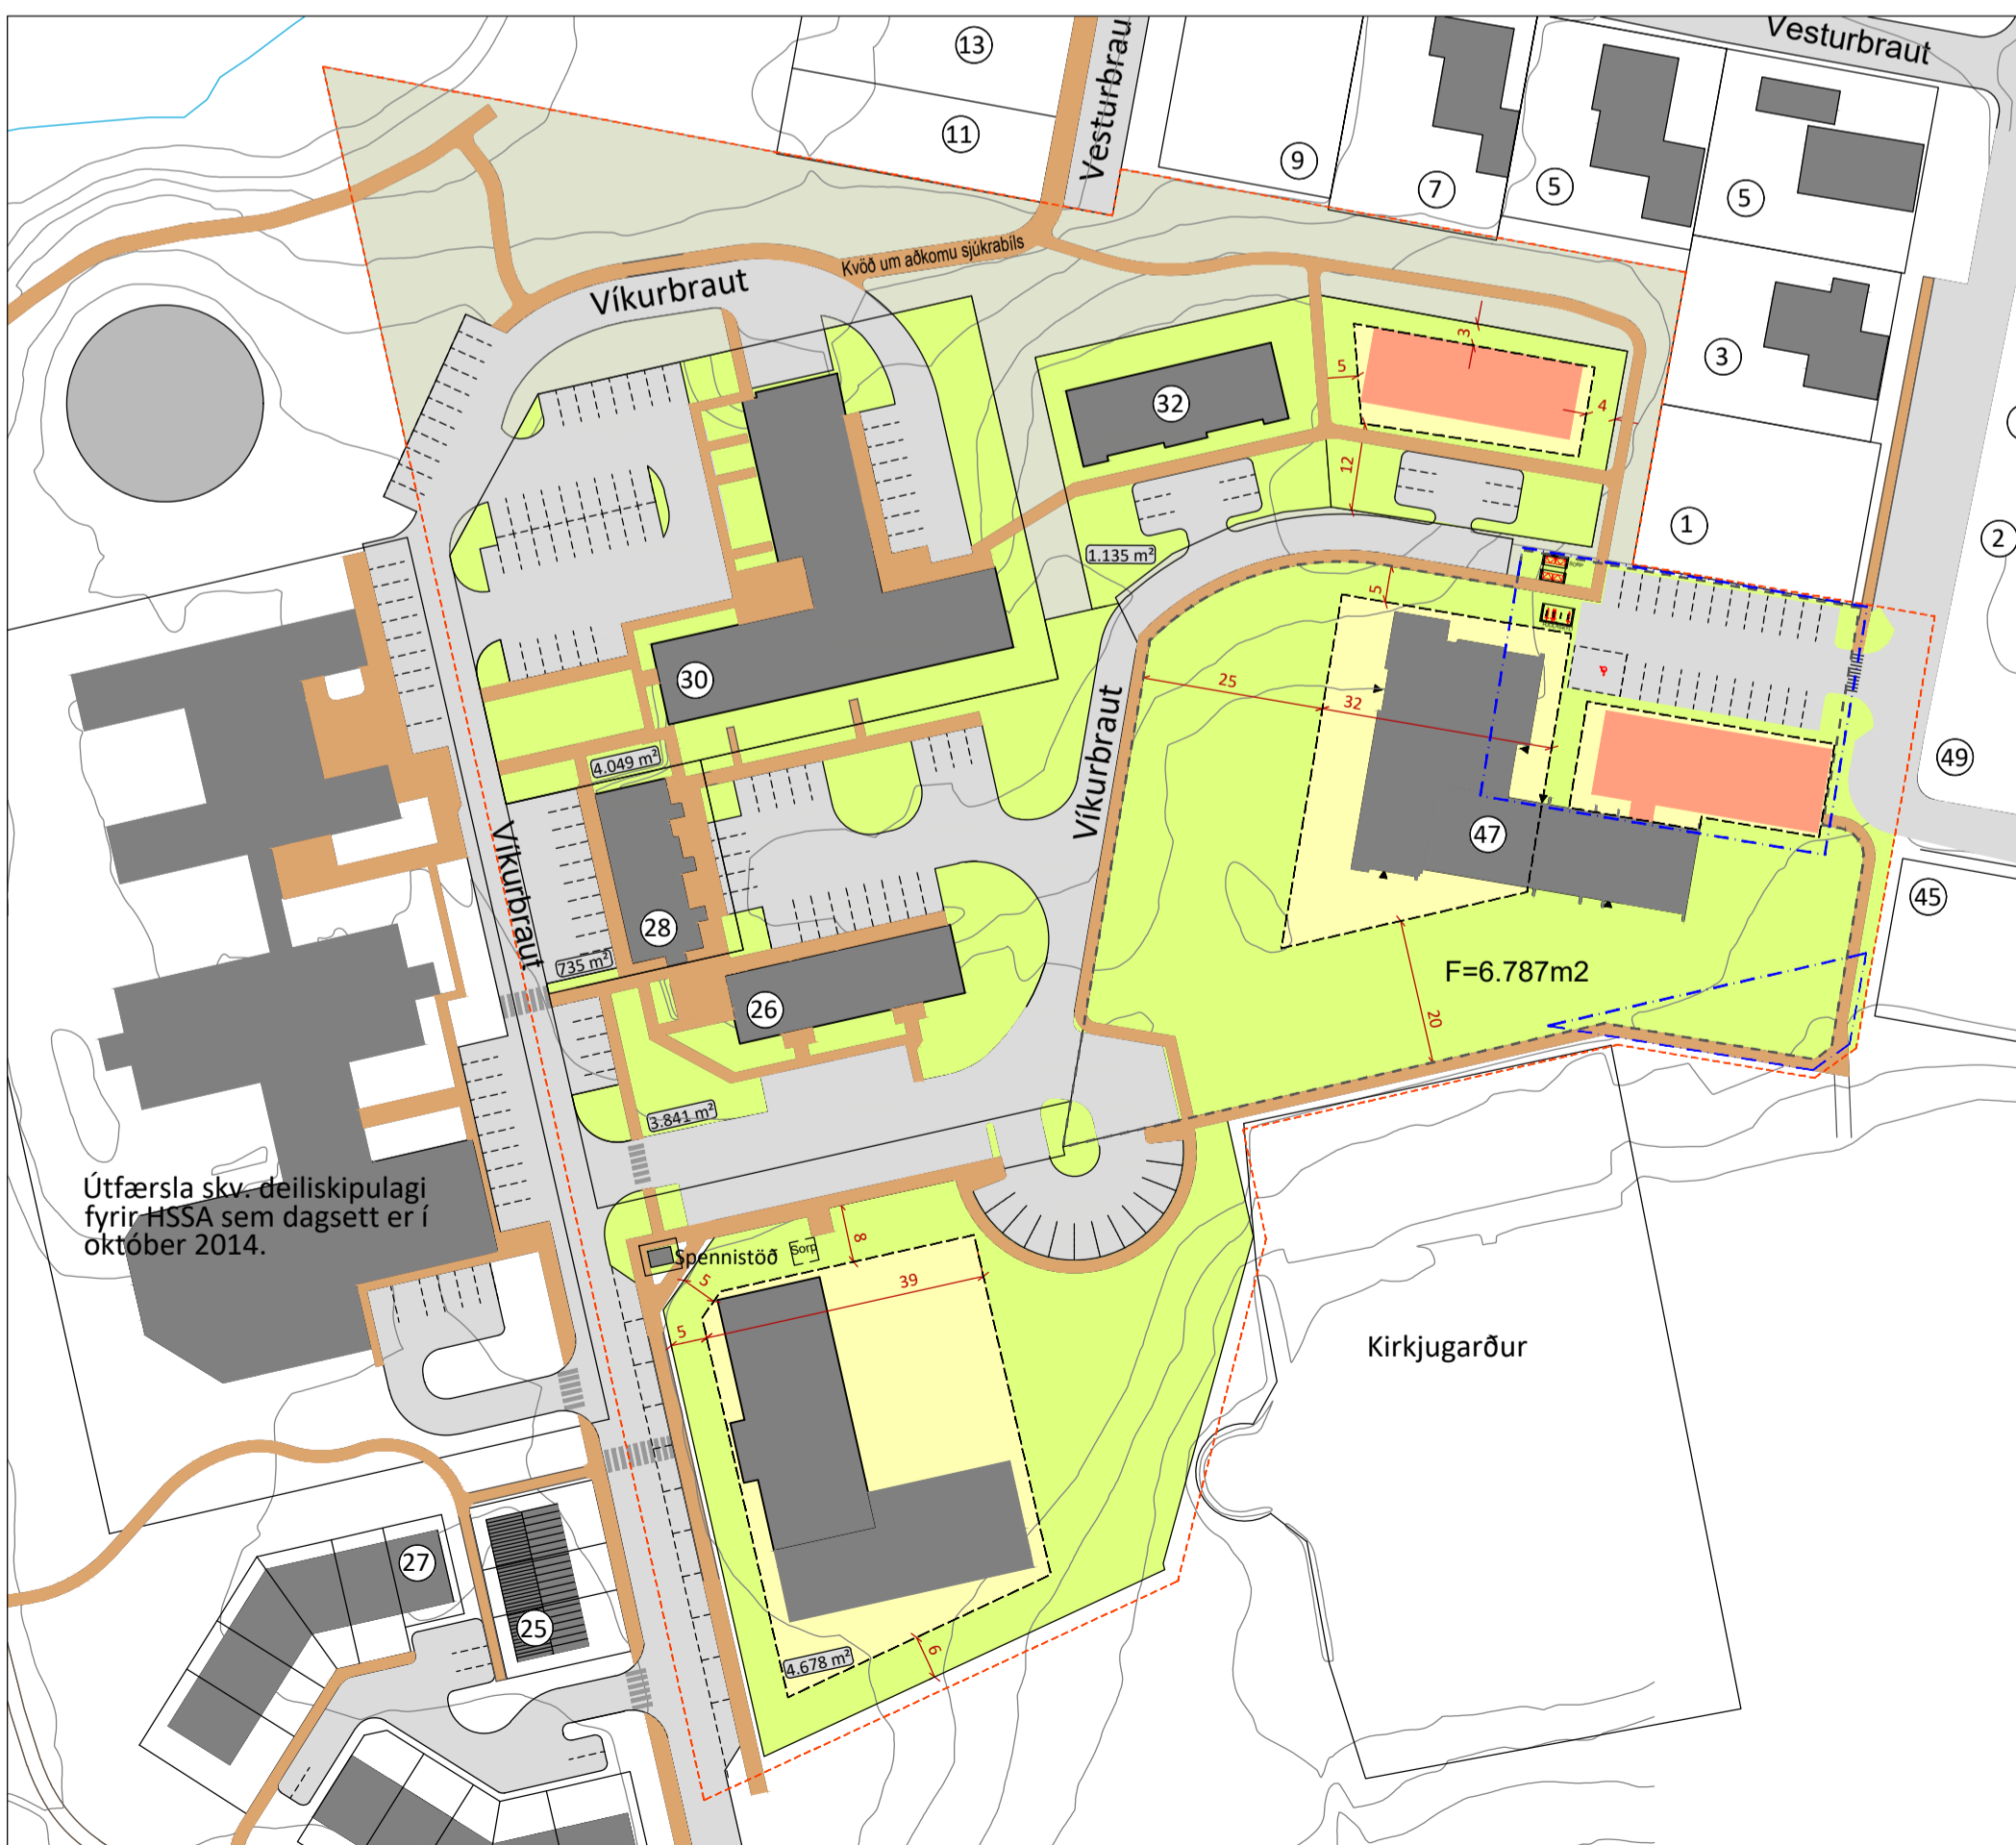 Vesturbraut
13
Vesturbrau
11
9
7
5
5
Kvöð um aðkomu sjúkrabíls
Víkurbraut
3
3
5
32
4
12
1
2
1.135 m²
5
30
25
32
Víkurbraut
4.049 m²
49
47
Víkurbraut
28
45
735 m²
F=6.787m2
26
20
3.841 m²
Útfærsla skv. deiliskipulagi
fyrir HSSA sem dagsett er í
október 2014.
Spennistöð
Sorp
8
5
39
5
Kirkjugarður
27
25
4.678 m²
6